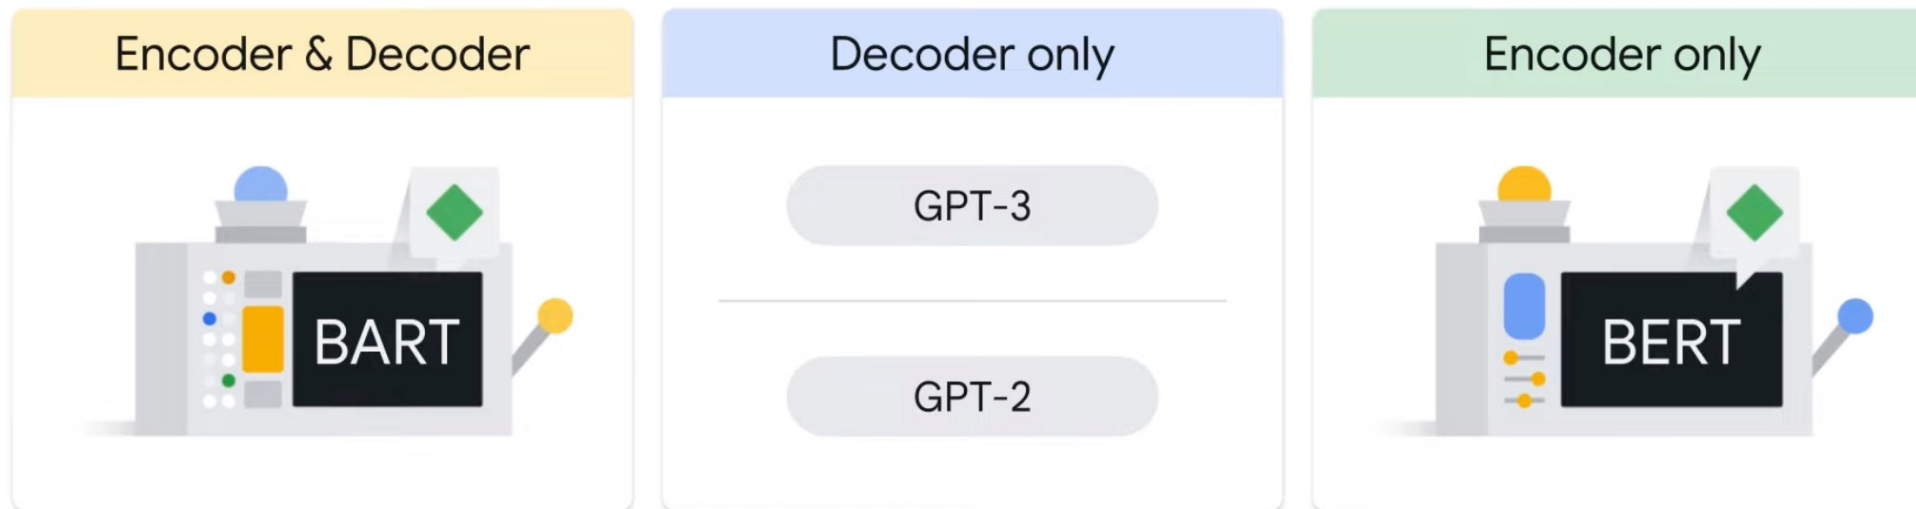 Encoder & Decoder
BART
Decoder only
GPT-3
GPT-2
Encoder only
BERT